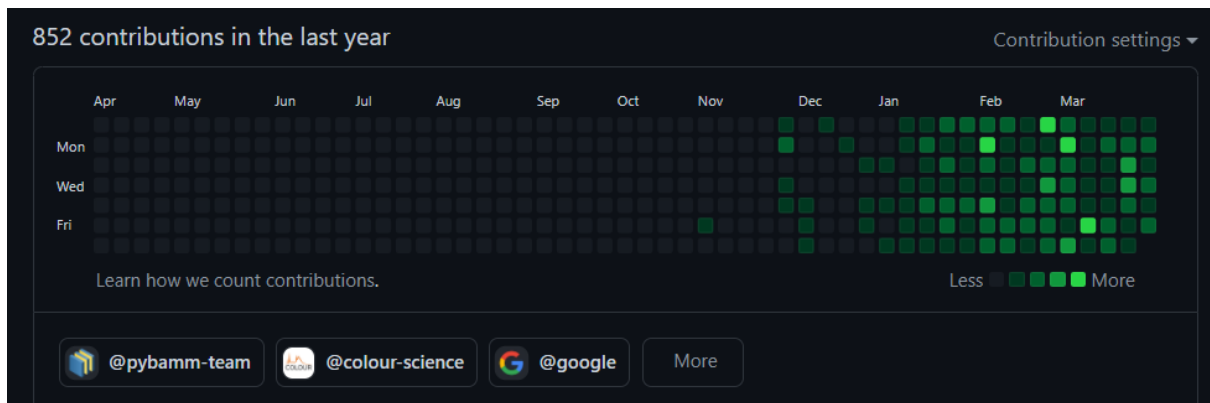 852 contributions in the last year
Contribution settings
Apr May Jun Jul Aug Sep Oct Nov Dec Jan Feb Mar
Mon
Wed
Fri
Learn how we count contributions.
Less More
@pybamm-team @colour-science @google More
COLOUR